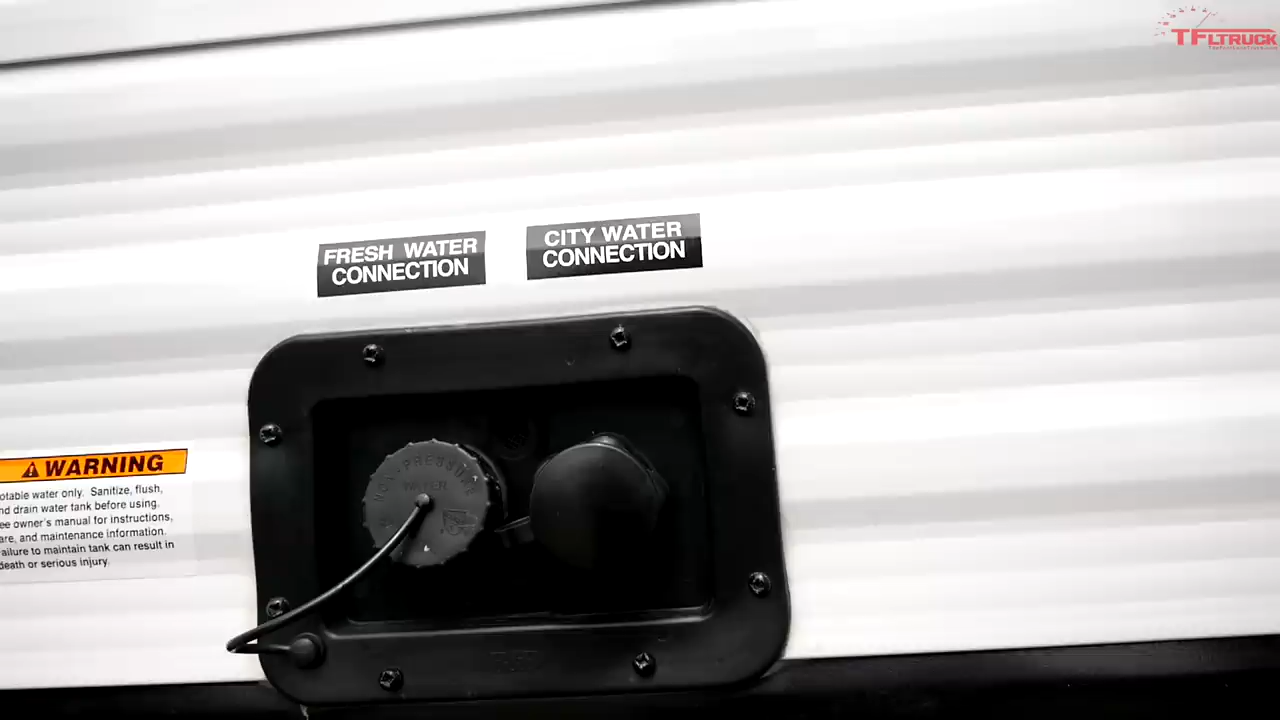 TFLTRUCK
FRESH WATER
CONNECTION
CITY WATER
CONNECTION
WARNING
otable water only. Sanitize, flush,
nd drain water tank before using.
ee owner's manual for instructions,
are, and maintenance information.
ailure to maintain tank can result in
death or serious injury.
WATER